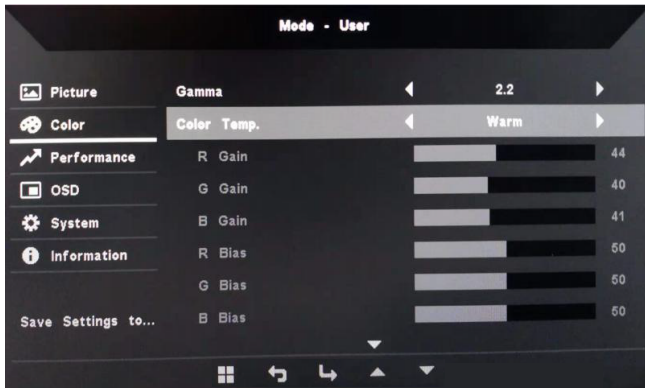 Mode - User
Picture
Gamma 2.2
Color
Color Temp. Warm
Performance
R Gain 44
OSD
G Gain 40
System
B Gain 41
Information
R Bias 50
G Bias 50
Save Settings to...
B Bias 50